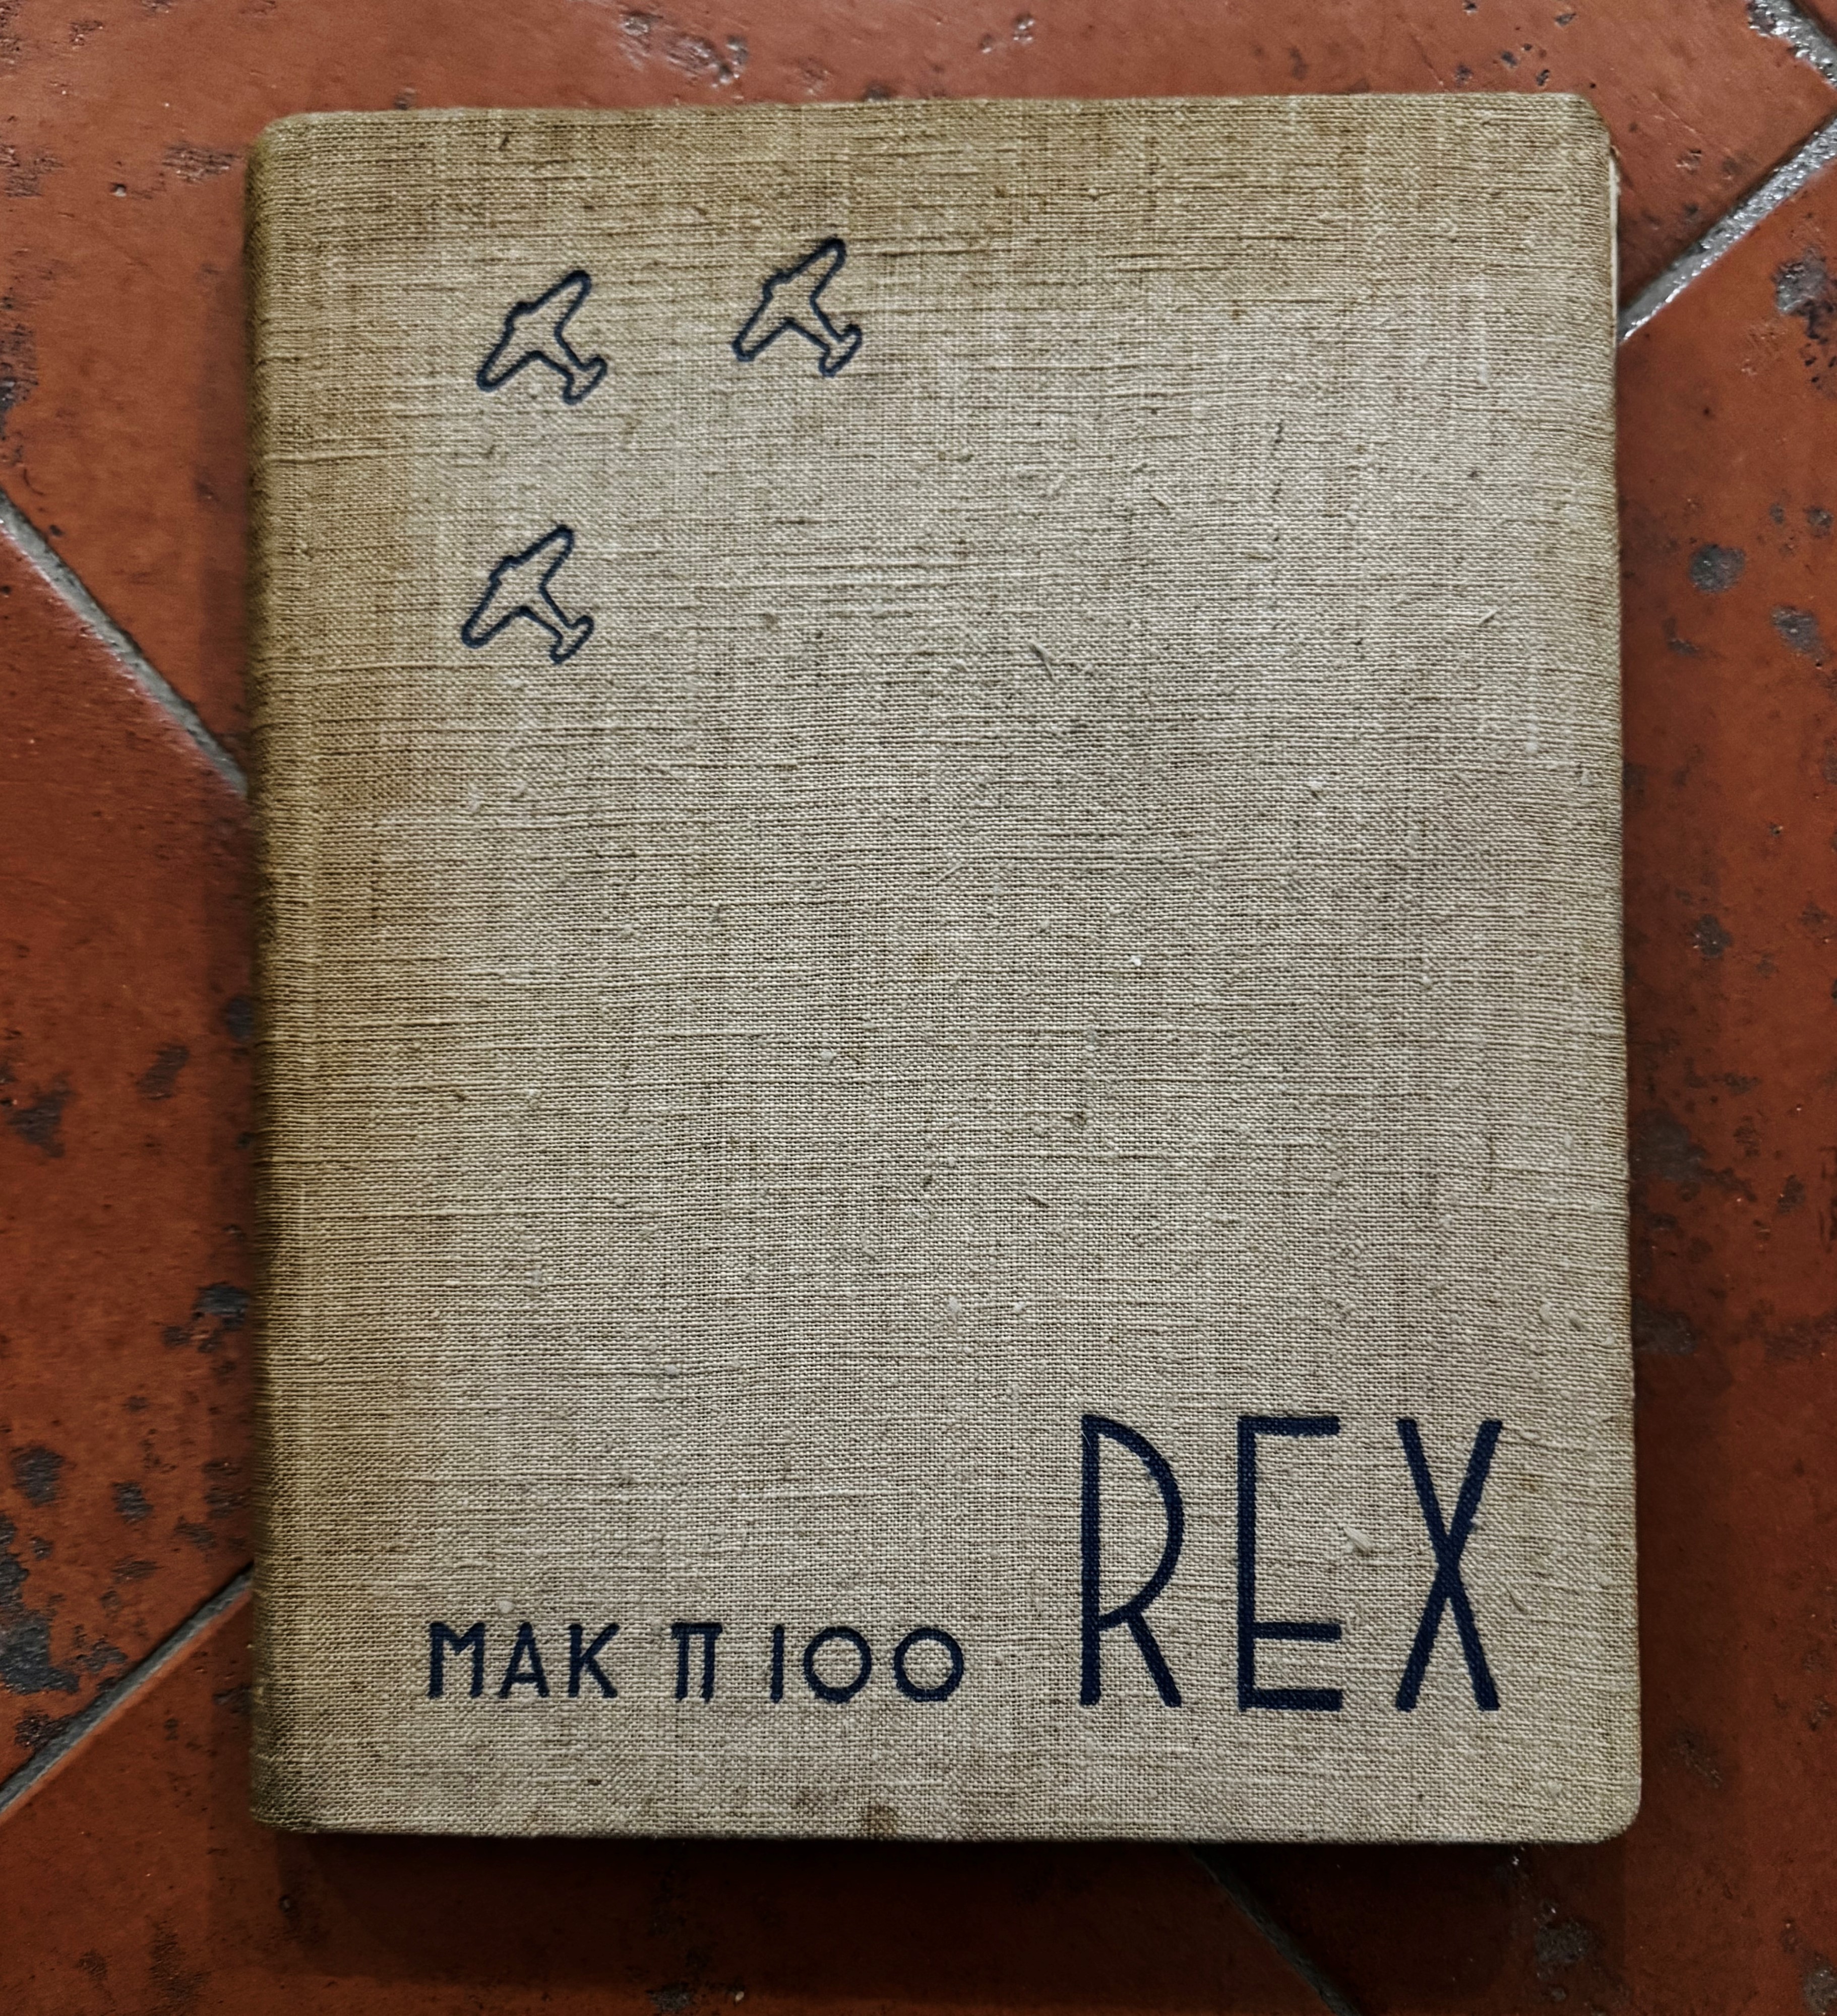 MAK π 100 REX